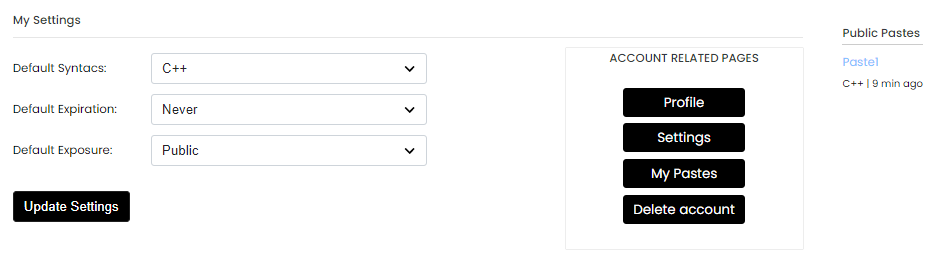 My Settings
Default Syntacs:
C++
Default Expiration:
Never
Default Exposure:
Public
Update Settings
ACCOUNT RELATED PAGES
Profile
Settings
My Pastes
Delete account
Public Pastes
Paste1
C++ | 9 min ago